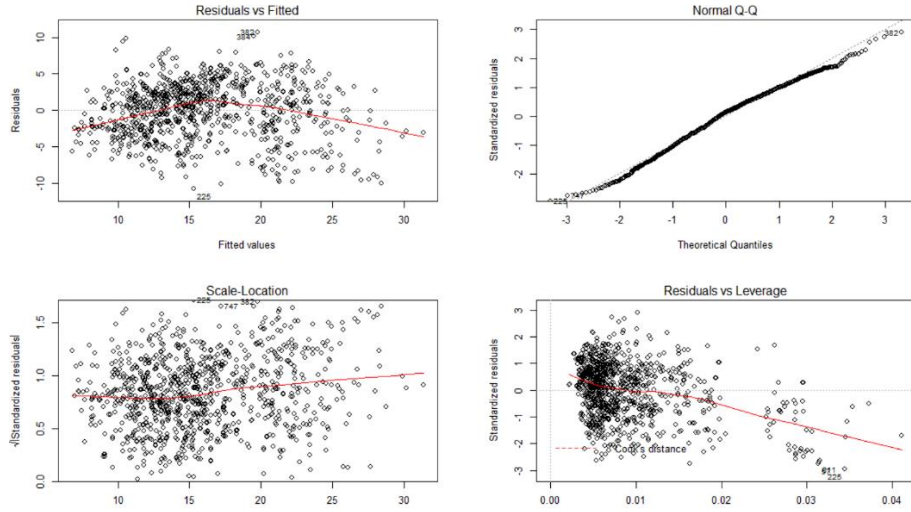 Residuals vs Fitted
Residuals
10
5
0
-5
-10
382
384
225
10 15 20 25 30
Fitted values
Normal Q-Q
Standardized residuals
3
2
1
0
-1
-2
382
747
225
-3 -2 -1 0 1 2 3
Theoretical Quantiles
Scale-Location
√|Standardized residuals|
1.5
1.0
0.5
0.0
225
747
382
10 15 20 25 30
Residuals vs Leverage
Standardized residuals
3
2
1
0
-1
-2
-3
Cook's distance
225
0.00 0.01 0.02 0.03 0.04